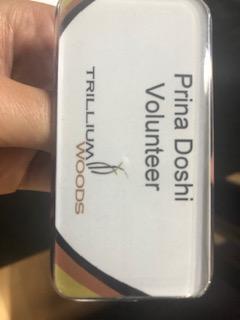 Prina Doshi
Volunteer
TRILLIUM
WOODS